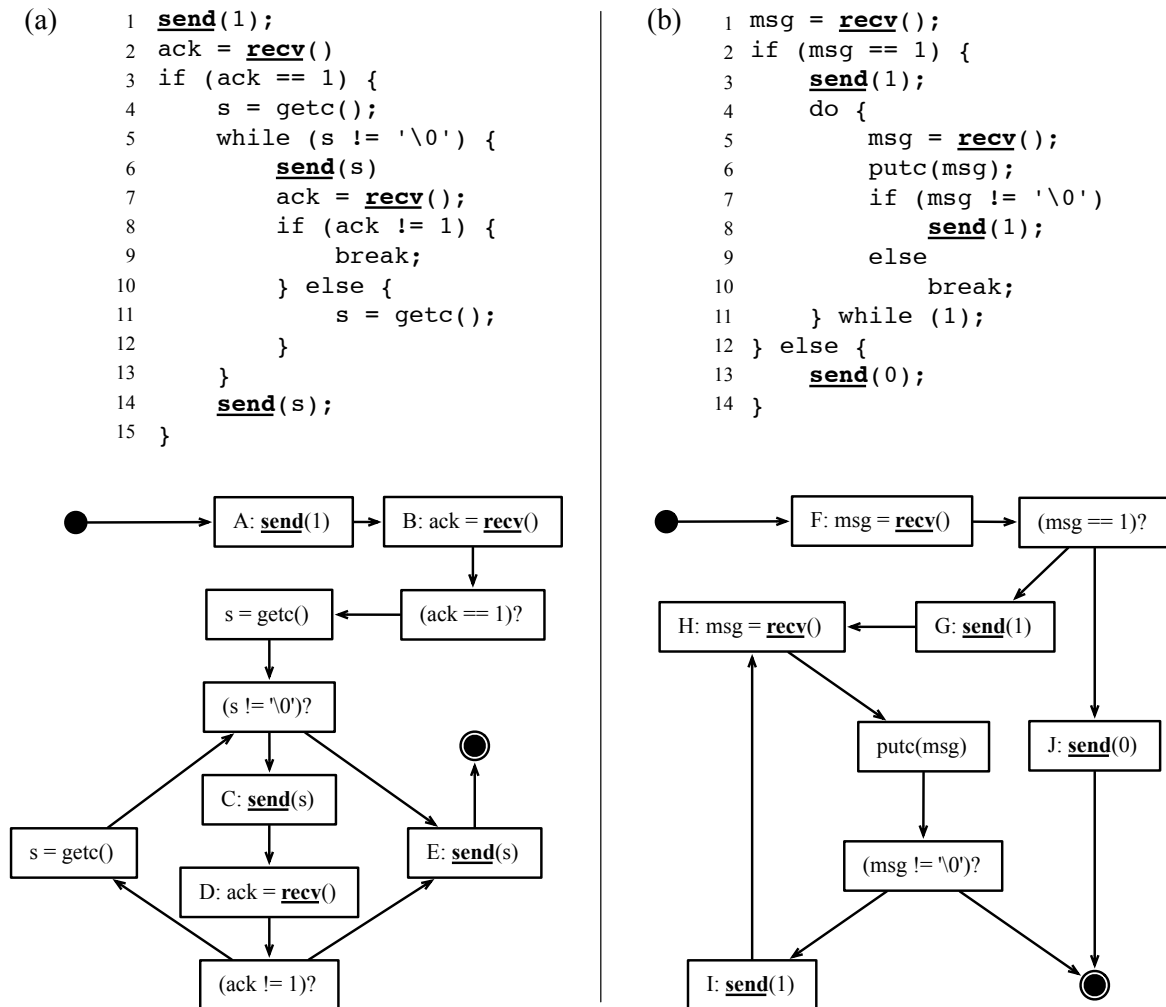 (a)
1 send(1);
2 ack = recv()
3 if (ack == 1) {
4 s = getc();
5 while (s != '\0') {
6 send(s)
7 ack = recv();
8 if (ack != 1) {
9 break;
10 } else {
11 s = getc();
12 }
13 }
14 send(s);
15 }
A: send(1)
B: ack = recv()
s = getc()
(ack == 1)?
(s != '\0')?
C: send(s)
s = getc()
E: send(s)
D: ack = recv()
(ack != 1)?
(b)
1 msg = recv();
2 if (msg == 1) {
3 send(1);
4 do {
5 msg = recv();
6 putc(msg);
7 if (msg != '\0')
8 send(1);
9 else
10 break;
11 } while (1);
12 } else {
13 send(0);
14 }
F: msg = recv()
(msg == 1)?
H: msg = recv()
G: send(1)
putc(msg)
J: send(0)
(msg != '\0')?
I: send(1)